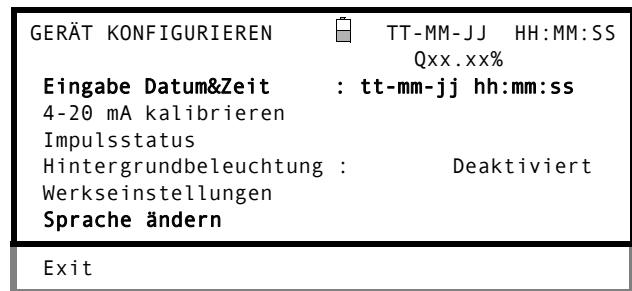 GERÄT KONFIGURIEREN TT-MM-JJ HH:MM:SS
Qxx.xx%
Eingabe Datum&Zeit : tt-mm-jj hh:mm:ss
4-20 mA kalibrieren
Impulsstatus
Hintergrundbeleuchtung : Deaktiviert
Werkseinstellungen
Sprache ändern
Exit